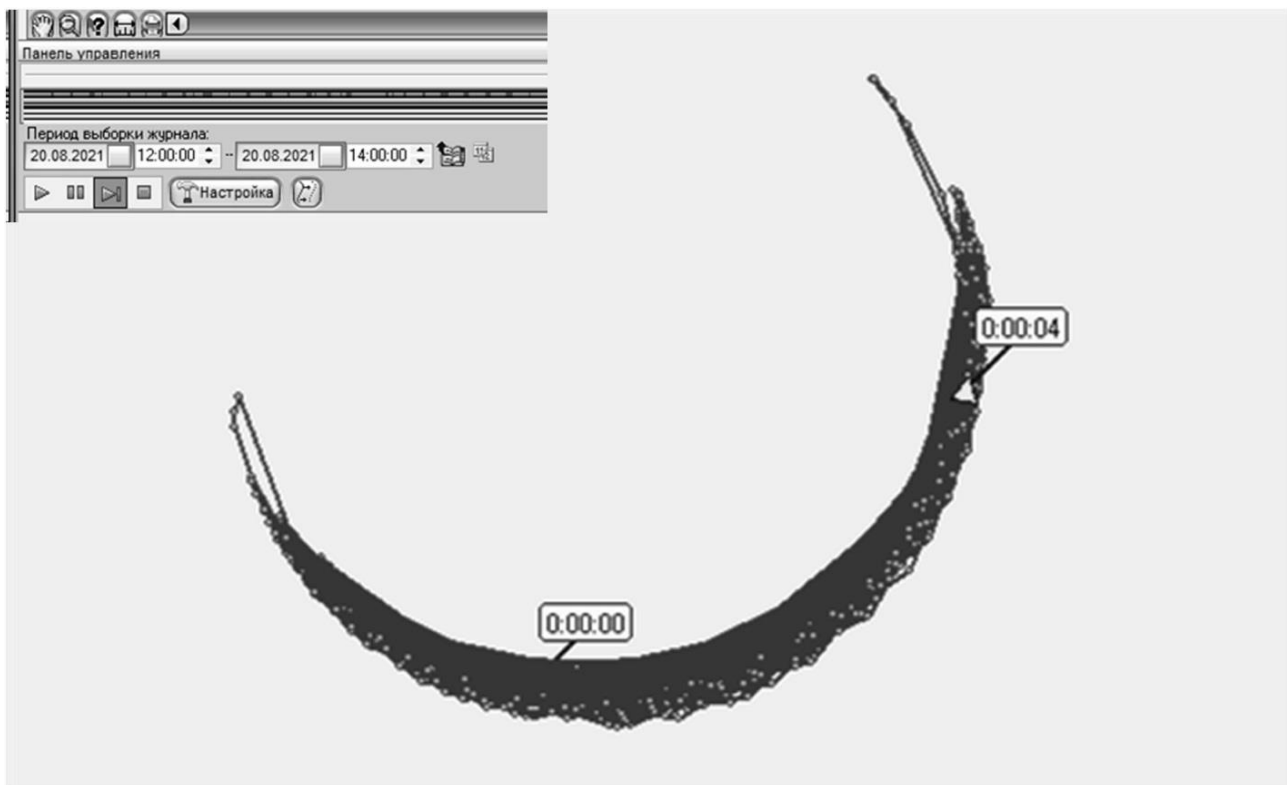 Панель управления
Период выборки журнала:
20.08.2021 12:00:00 -- 20.08.2021 14:00:00
Настройка
0:00:04
0:00:00